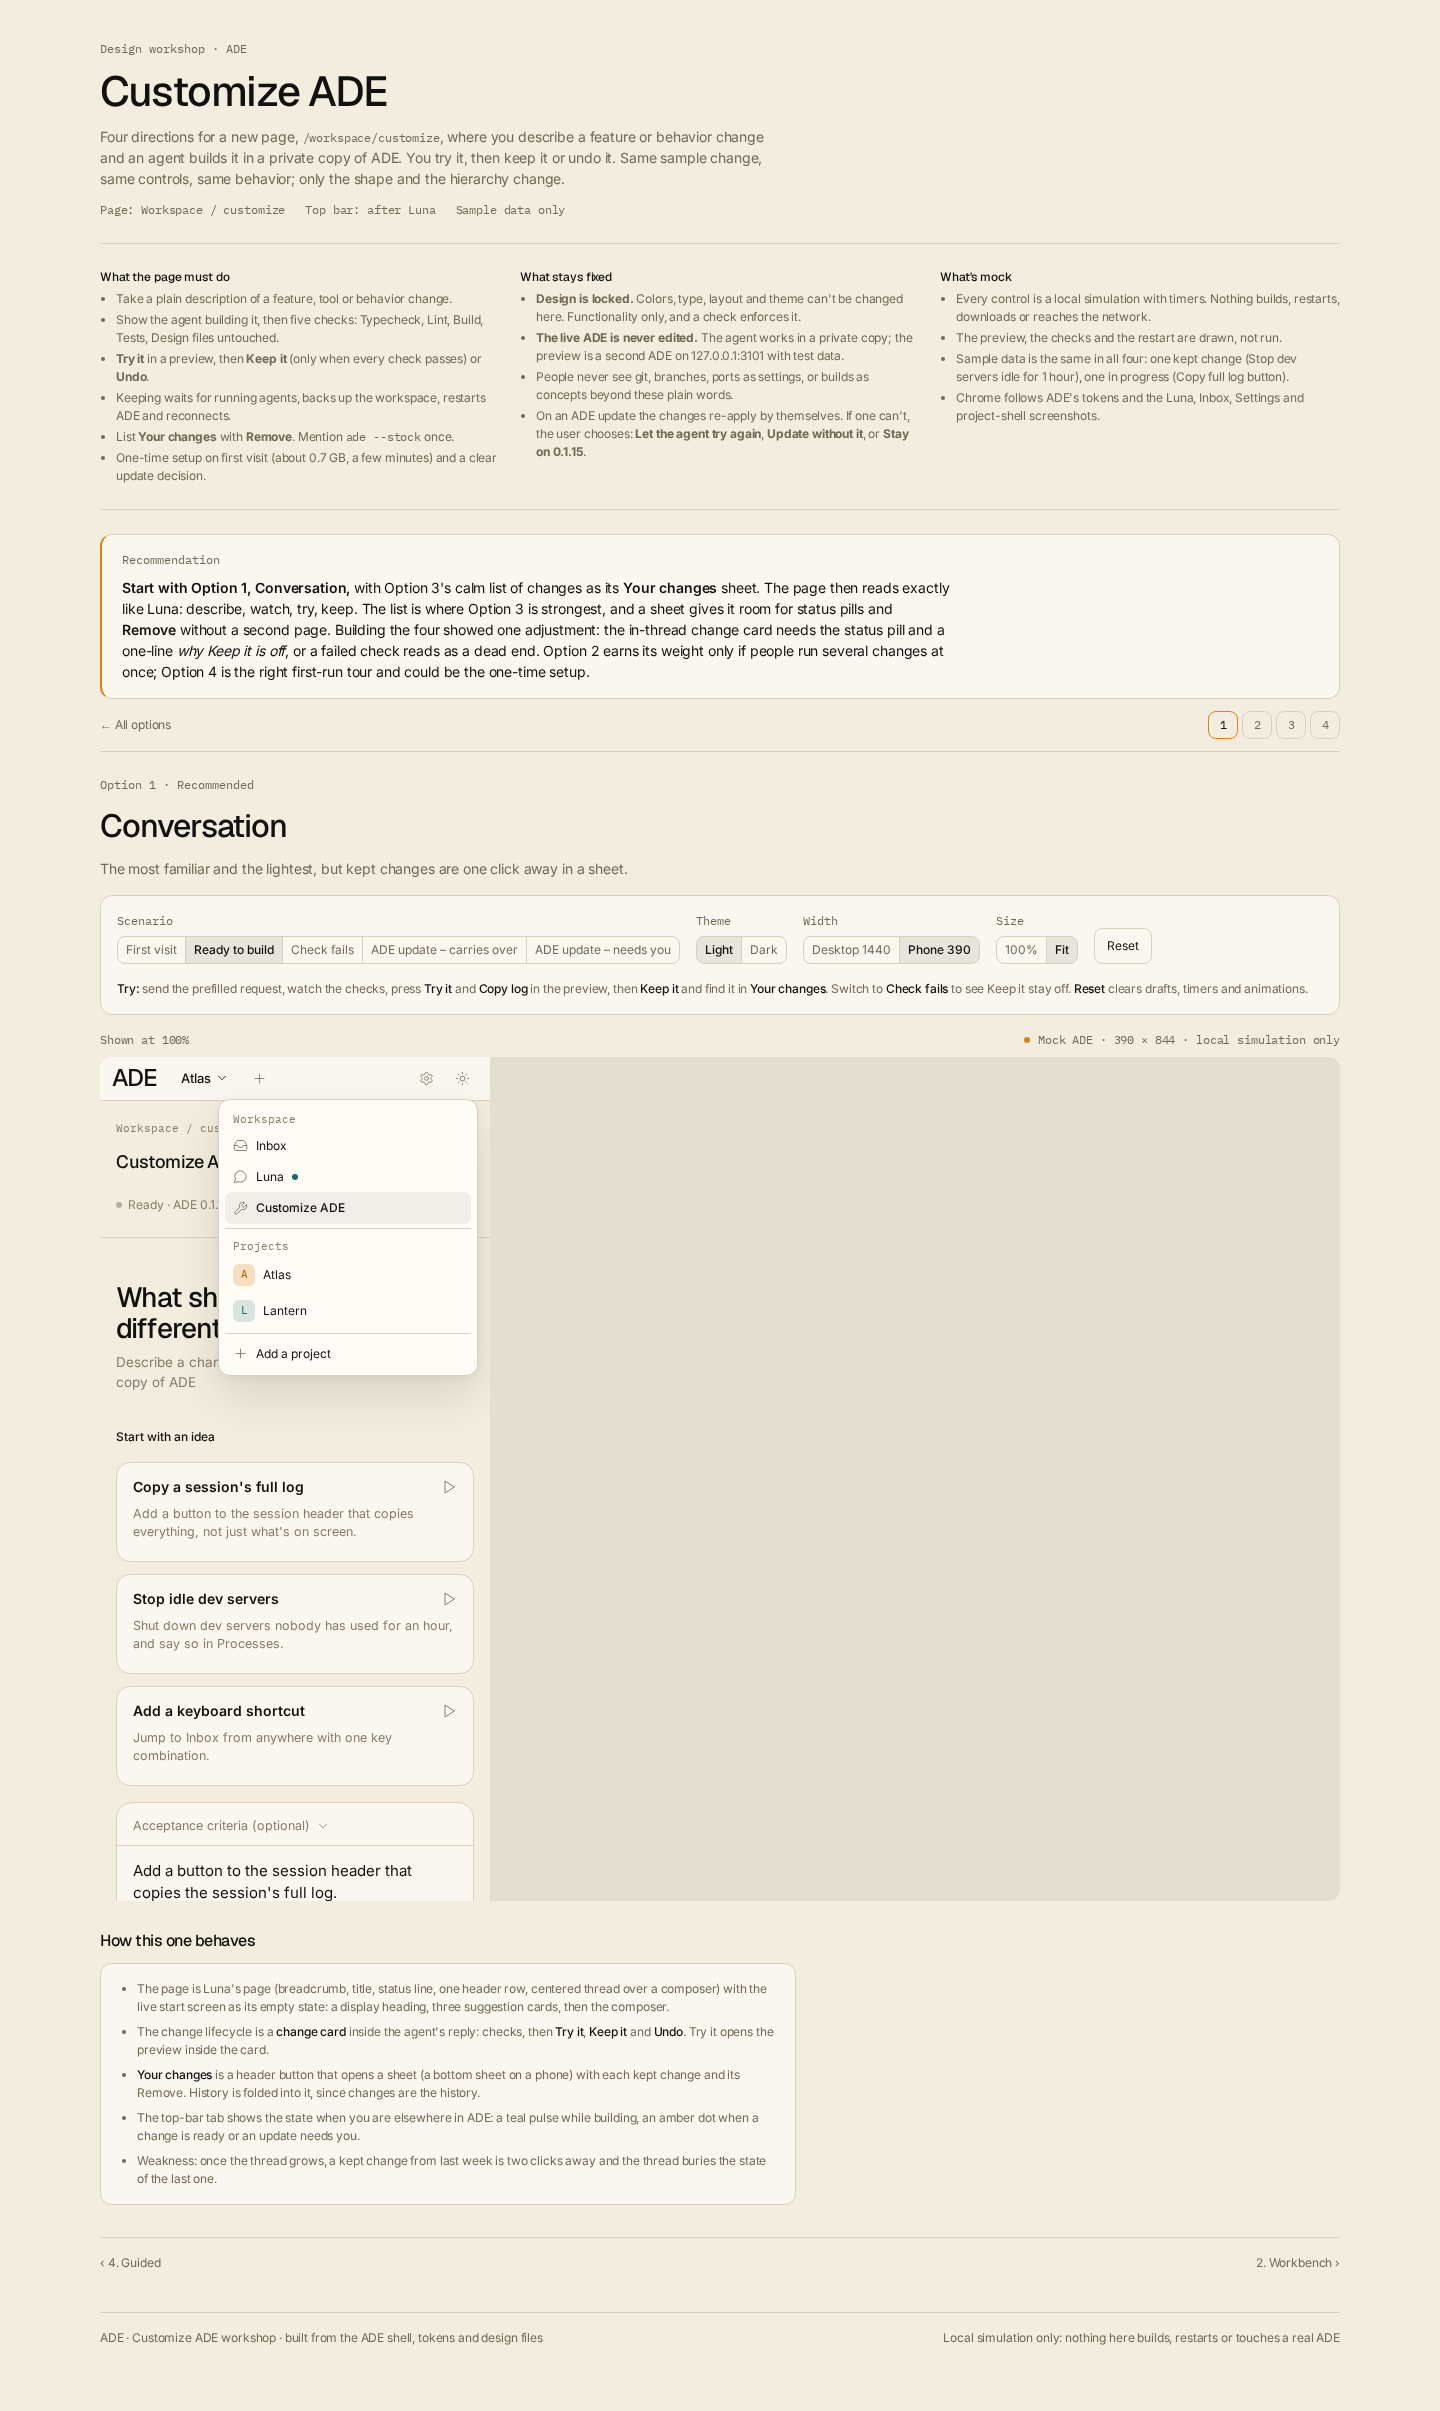 Design workshop · ADE
Customize ADE
Four directions for a new page, /workspace/customize, where you describe a feature or behavior change
and an agent builds it in a private copy of ADE. You try it, then keep it or undo it. Same sample change,
same controls, same behavior; only the shape and the hierarchy change.
Page: Workspace / customize Top bar: after Luna Sample data only
What the page must do
• Take a plain description of a feature, tool or behavior change.
• Show the agent building it, then five checks: Typecheck, Lint, Build,
Tests, Design files untouched.
• Try it in a preview, then Keep it (only when every check passes) or
Undo.
• Keeping waits for running agents, backs up the workspace, restarts
ADE and reconnects.
• List Your changes with Remove. Mention ade --stock once.
• One-time setup on first visit (about 0.7 GB, a few minutes) and a clear
update decision.
What stays fixed
• Design is locked. Colors, type, layout and theme can't be changed
here. Functionality only, and a check enforces it.
• The live ADE is never edited. The agent works in a private copy; the
preview is a second ADE on 127.0.0.1:3101 with test data.
• People never see git, branches, ports as settings, or builds as
concepts beyond these plain words.
• On an ADE update the changes re-apply by themselves. If one can't,
the user chooses: Let the agent try again, Update without it, or Stay
on 0.1.15.
What's mock
• Every control is a local simulation with timers. Nothing builds, restarts,
downloads or reaches the network.
• The preview, the checks and the restart are drawn, not run.
• Sample data is the same in all four: one kept change (Stop dev
servers idle for 1 hour), one in progress (Copy full log button).
• Chrome follows ADE's tokens and the Luna, Inbox, Settings and
project-shell screenshots.
Recommendation
Start with Option 1, Conversation, with Option 3's calm list of changes as its Your changes sheet. The page then reads exactly
like Luna: describe, watch, try, keep. The list is where Option 3 is strongest, and a sheet gives it room for status pills and
Remove without a second page. Building the four showed one adjustment: the in-thread change card needs the status pill and a
one-line why Keep it is off, or a failed check reads as a dead end. Option 2 earns its weight only if people run several changes at
once; Option 4 is the right first-run tour and could be the one-time setup.
← All options
1 2 3 4
Option 1 · Recommended
Conversation
The most familiar and the lightest, but kept changes are one click away in a sheet.
Scenario Theme Width Size
First visit Ready to build Check fails ADE update – carries over ADE update – needs you Light Dark Desktop 1440 Phone 390 100% Fit Reset
Try: send the prefilled request, watch the checks, press Try it and Copy log in the preview, then Keep it and find it in Your changes. Switch to Check fails to see Keep it stay off. Reset clears drafts, timers and animations.
Shown at 100%
Mock ADE · 390 × 844 · local simulation only
ADE Atlas
Workspace / cus
Customize A
Ready · ADE 0.1.
Workspace
Inbox
Luna
Customize ADE
Projects
A Atlas
L Lantern
Add a project
What sh
different
Describe a char
copy of ADE
Start with an idea
Copy a session's full log
Add a button to the session header that copies
everything, not just what's on screen.
Stop idle dev servers
Shut down dev servers nobody has used for an hour,
and say so in Processes.
Add a keyboard shortcut
Jump to Inbox from anywhere with one key
combination.
Acceptance criteria (optional)
Add a button to the session header that
copies the session's full log.
How this one behaves
• The page is Luna's page (breadcrumb, title, status line, one header row, centered thread over a composer) with the
live start screen as its empty state: a display heading, three suggestion cards, then the composer.
• The change lifecycle is a change card inside the agent's reply: checks, then Try it, Keep it and Undo. Try it opens the
preview inside the card.
• Your changes is a header button that opens a sheet (a bottom sheet on a phone) with each kept change and its
Remove. History is folded into it, since changes are the history.
• The top-bar tab shows the state when you are elsewhere in ADE: a teal pulse while building, an amber dot when a
change is ready or an update needs you.
• Weakness: once the thread grows, a kept change from last week is two clicks away and the thread buries the state
of the last one.
‹ 4. Guided
2. Workbench ›
ADE · Customize ADE workshop · built from the ADE shell, tokens and design files
Local simulation only: nothing here builds, restarts or touches a real ADE